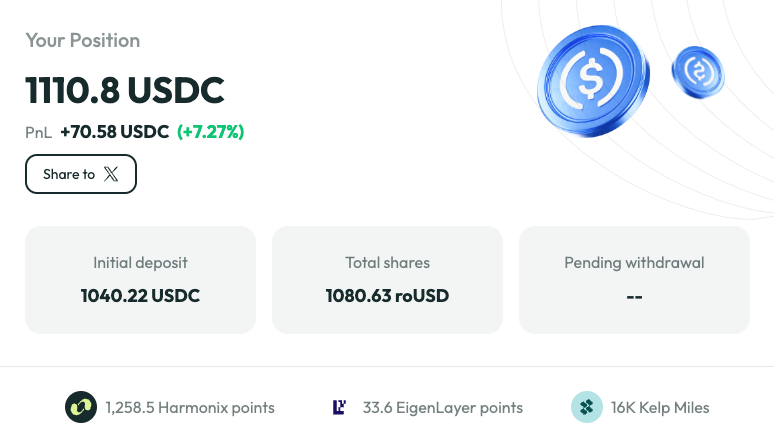 Your Position
1110.8 USDC
PnL +70.58 USDC (+7.27%)
Share to X
Initial deposit
1040.22 USDC
Total shares
1080.63 roUSD
Pending withdrawal
--
1,258.5 Harmonix points
33.6 EigenLayer points
16K Kelp Miles